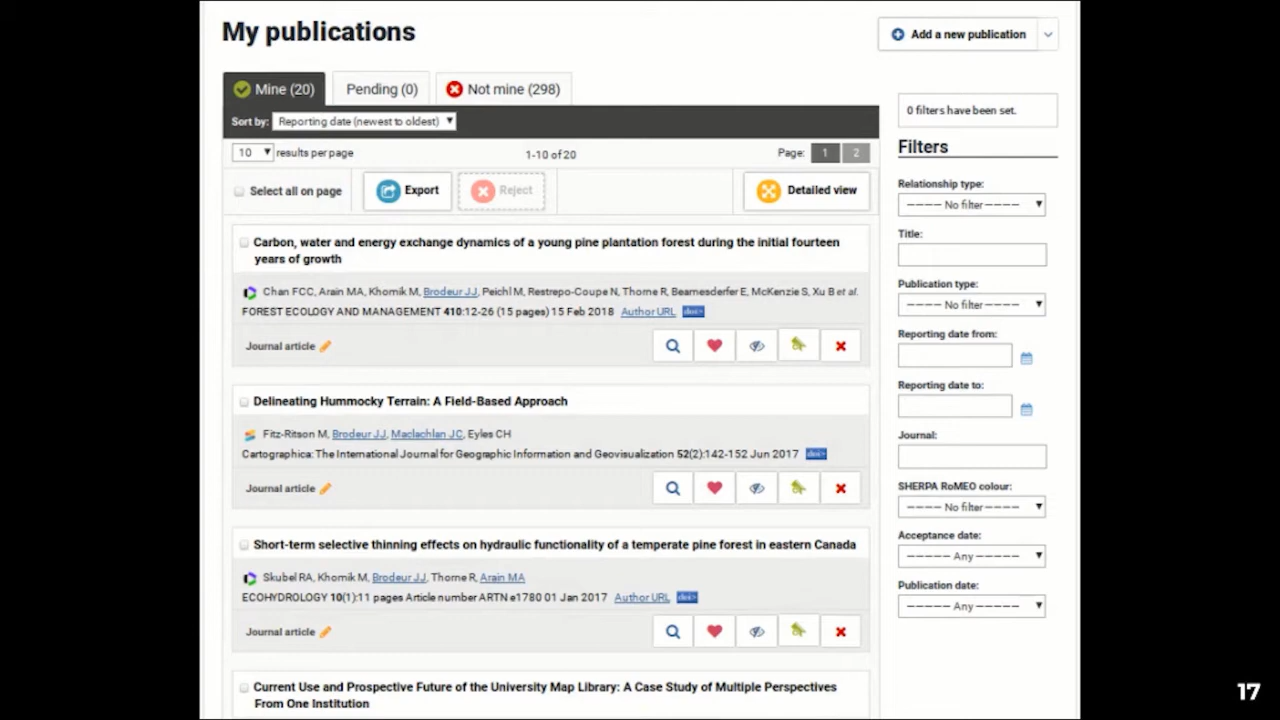 My publications
Add a new publication
Mine (20)
Pending (0)
Not mine (298)
Sort by: Reporting date (newest to oldest)
10 results per page
1-10 of 20
Page: 1 2
Select all on page
Export
Reject
Detailed view
Carbon, water and energy exchange dynamics of a young pine plantation forest during the initial fourteen
years of growth
Chan FCC, Arain MA, Khomik M, Brodeur JJ, Peichl M, Restrepo-Coupe N, Thorne R, Beamesderfer E, McKenzie S, Xu B et al.
FOREST ECOLOGY AND MANAGEMENT 410:12-26 (15 pages) 15 Feb 2018 Author URL doi>
Journal article
Delineating Hummocky Terrain: A Field-Based Approach
Fitz-Ritson M, Brodeur JJ, Maclachlan JC, Eyles CH
Cartographica: The International Journal for Geographic Information and Geovisualization 52(2):142-152 Jun 2017 doi>
Journal article
Short-term selective thinning effects on hydraulic functionality of a temperate pine forest in eastern Canada
Skubel RA, Khomik M, Brodeur JJ, Thorne R, Arain MA
ECOHYDROLOGY 10(1):11 pages Article number ARTN e1780 01 Jan 2017 Author URL doi>
Journal article
Current Use and Prospective Future of the University Map Library: A Case Study of Multiple Perspectives
From One Institution
0 filters have been set.
Filters
Relationship type:
---- No filter ----
Title:
Publication type:
---- No filter ----
Reporting date from:
Reporting date to:
Journal:
SHERPA RoMEO colour:
---- No filter ----
Acceptance date:
----- Any -----
Publication date:
----- Any -----
17